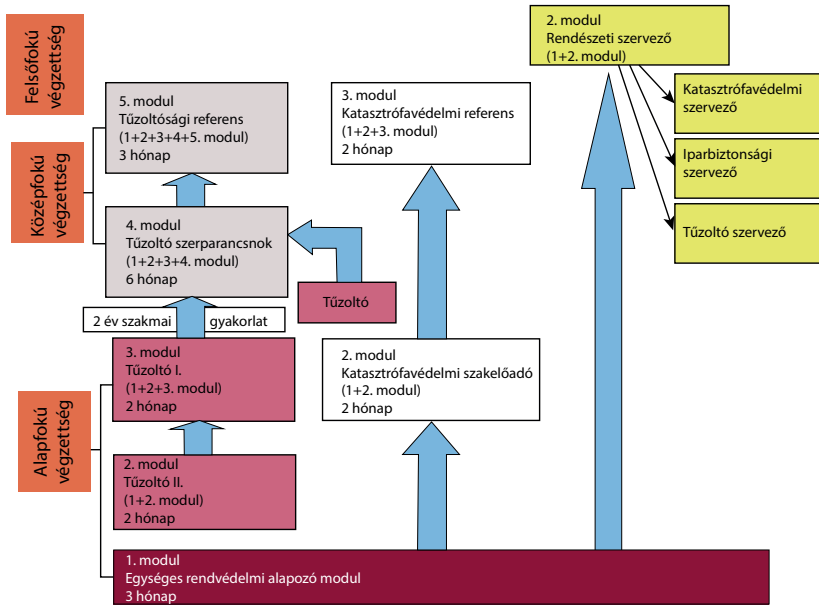 Felsőfokú
végzettség
Középfokú
végzettség
Alapfokú
végzettség
2. modul
Rendészeti szervező
(1+2. modul)
Katasztrófavédelmi
szervező
Iparbiztonsági
szervező
Tűzoltó szervező
5. modul
Tűzoltósági referens
(1+2+3+4+5. modul)
3 hónap
3. modul
Katasztrófavédelmi referens
(1+2+3. modul)
2 hónap
4. modul
Tűzoltó szerparancsnok
(1+2+3+4. modul)
6 hónap
Tűzoltó
2 év szakmai gyakorlat
3. modul
Tűzoltó I.
(1+2+3. modul)
2 hónap
2. modul
Katasztrófavédelmi szakelőadó
(1+2. modul)
2 hónap
2. modul
Tűzoltó II.
(1+2. modul)
2 hónap
1. modul
Egységes rendvédelmi alapozó modul
3 hónap